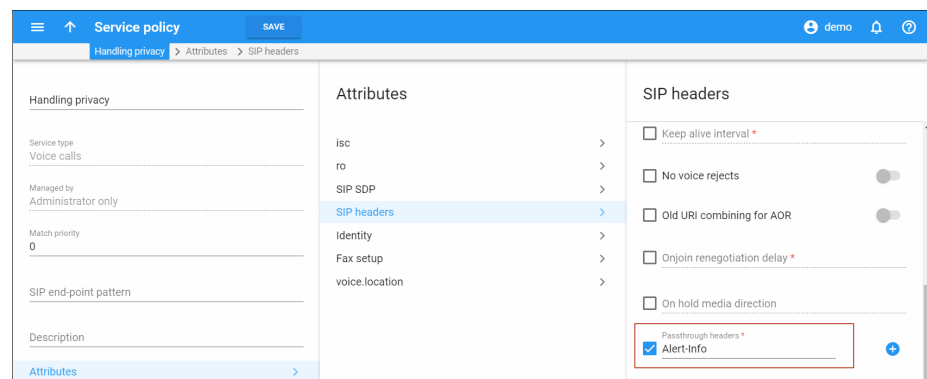 Service policy
SAVE
demo
Handling privacy > Attributes > SIP headers
Handling privacy
Service type
Voice calls
Managed by
Administrator only
Match priority
0
SIP end-point pattern
Description
Attributes
Attributes
isc
ro
SIP SDP
SIP headers
Identity
Fax setup
voice.location
SIP headers
Keep alive interval *
No voice rejects
Old URI combining for AOR
Onjoin renegotiation delay *
On hold media direction
Passthrough headers *
Alert-Info